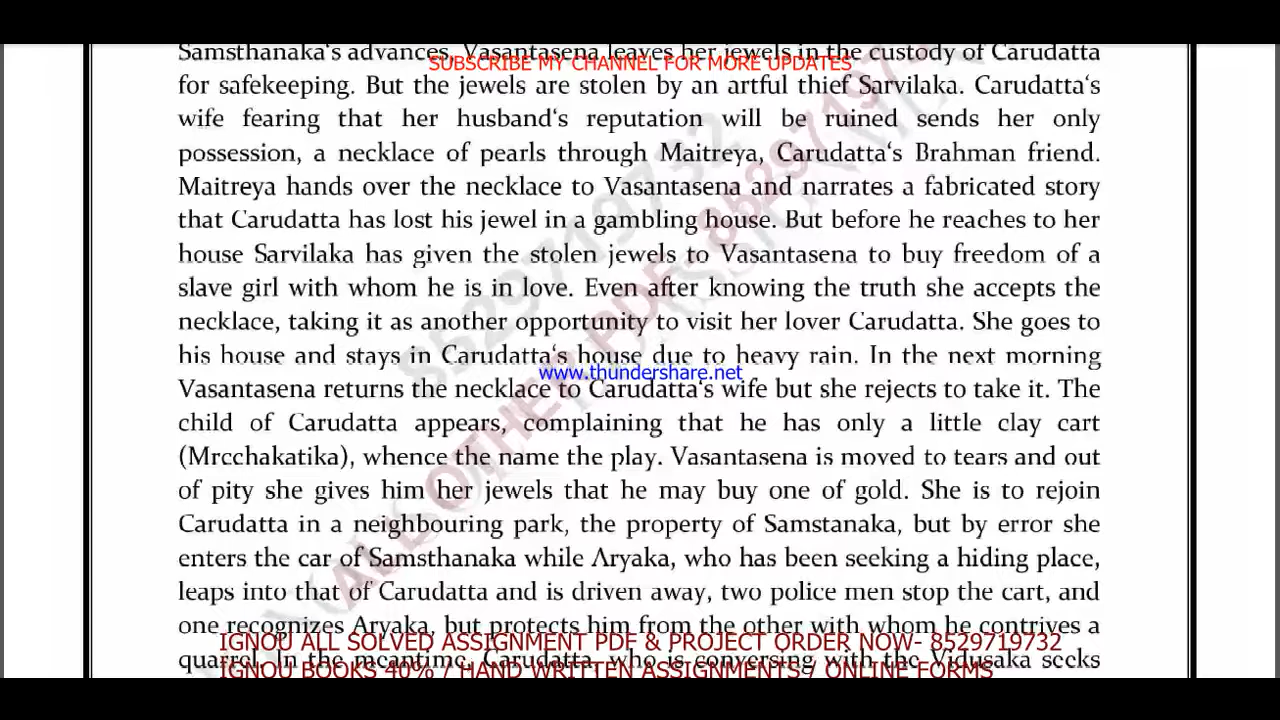 Samsthanaka‘s advances, Vasantasena leaves her jewels in the custody of Carudatta
SUBSCRIBE MY CHANNEL FOR MORE UPDATES
for safekeeping. But the jewels are stolen by an artful thief Sarvilaka. Carudatta‘s
wife fearing that her husband‘s reputation will be ruined sends her only
possession, a necklace of pearls through Maitreya, Carudatta‘s Brahman friend.
Maitreya hands over the necklace to Vasantasena and narrates a fabricated story
that Carudatta has lost his jewel in a gambling house. But before he reaches to her
house Sarvilaka has given the stolen jewels to Vasantasena to buy freedom of a
slave girl with whom he is in love. Even after knowing the truth she accepts the
necklace, taking it as another opportunity to visit her lover Carudatta. She goes to
his house and stays in Carudatta‘s house due to heavy rain. In the next morning
www.thundershare.net
Vasantasena returns the necklace to Carudatta‘s wife but she rejects to take it. The
child of Carudatta appears, complaining that he has only a little clay cart
(Mrcchakatika), whence the name the play. Vasantasena is moved to tears and out
of pity she gives him her jewels that he may buy one of gold. She is to rejoin
Carudatta in a neighbouring park, the property of Samstanaka, but by error she
enters the car of Samsthanaka while Aryaka, who has been seeking a hiding place,
leaps into that of Carudatta and is driven away, two police men stop the cart, and
one recognizes Aryaka, but protects him from the other with whom he contrives a
IGNOU ALL SOLVED ASSIGNMENT PDF & PROJECT ORDER NOW- 8529719732
quarrel. In the meantime, Carudatta, who is conversing with the Vidusaka seeks
IGNOU BOOKS 40% / HAND WRITTEN ASSIGNMENTS / ONLINE FORMS
8529719732
ALL OTHER PDF 8529719732